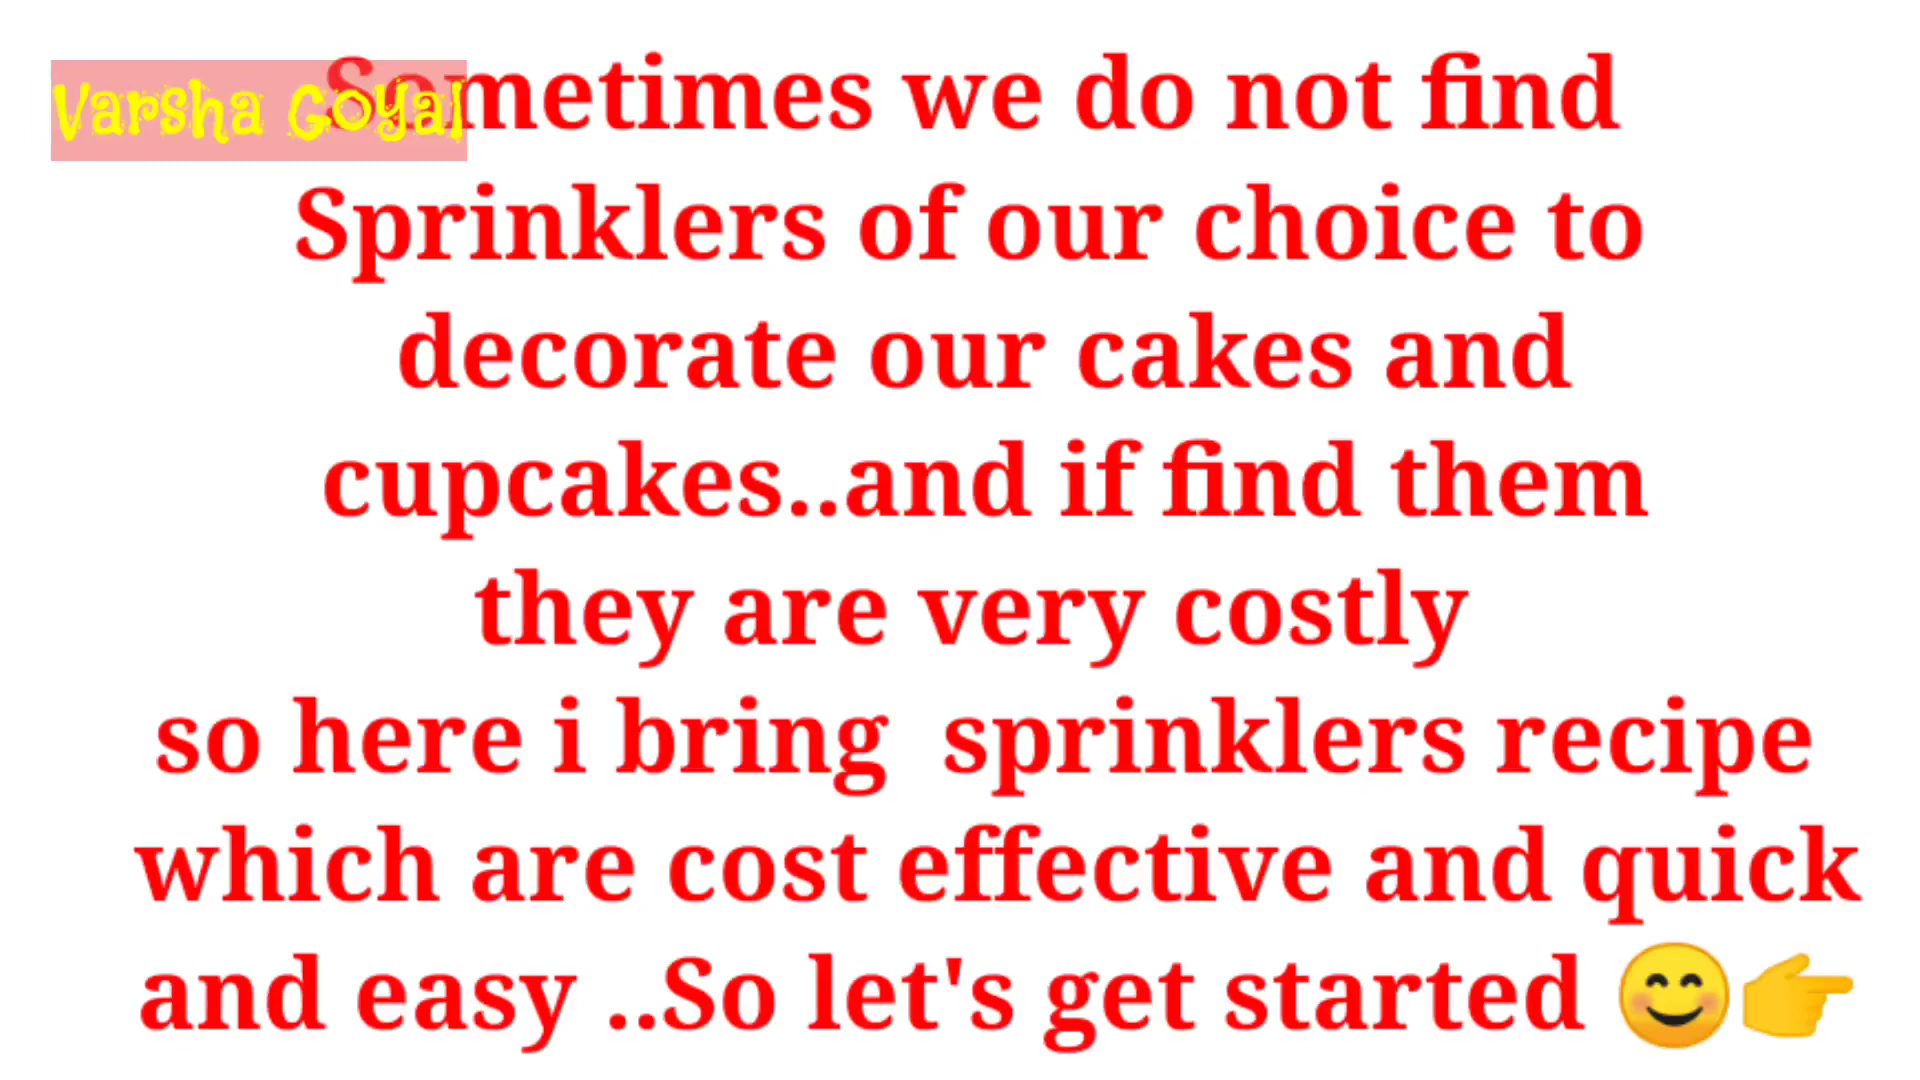 Varsha Goyal
Sometimes we do not find
Sprinklers of our choice to
decorate our cakes and
cupcakes..and if find them
they are very costly
so here i bring  sprinklers recipe
which are cost effective and quick
and easy ..So let's get started 😊👉